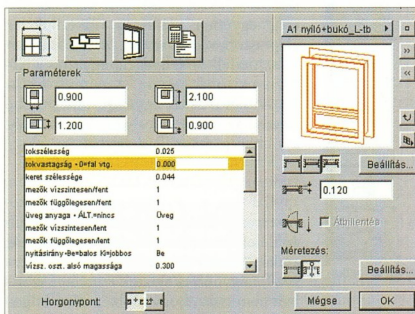 A1 nyíló+bukó_L-tb
Paraméterek
0.900
2.100
1.200
0.900
tokszélesség 0.025
tokvastagság - 0=fal vtg. 0.000
keret szélessége 0.044
mezők vízszintesen/fent 1
mezők függőlegesen/fent 1
üveg anyaga - ÁLT.=nincs Üveg
mezők vízszintesen/lent 1
mezők függőlegesen/lent 1
nyitásirány-Be=balos Ki=jobbos Be
vízsz. oszt. alsó magassága 0.300
Beállítás...
0.120
Átbillentés
Méretezés:
Beállítás...
Horgonypont:
Mégse
OK